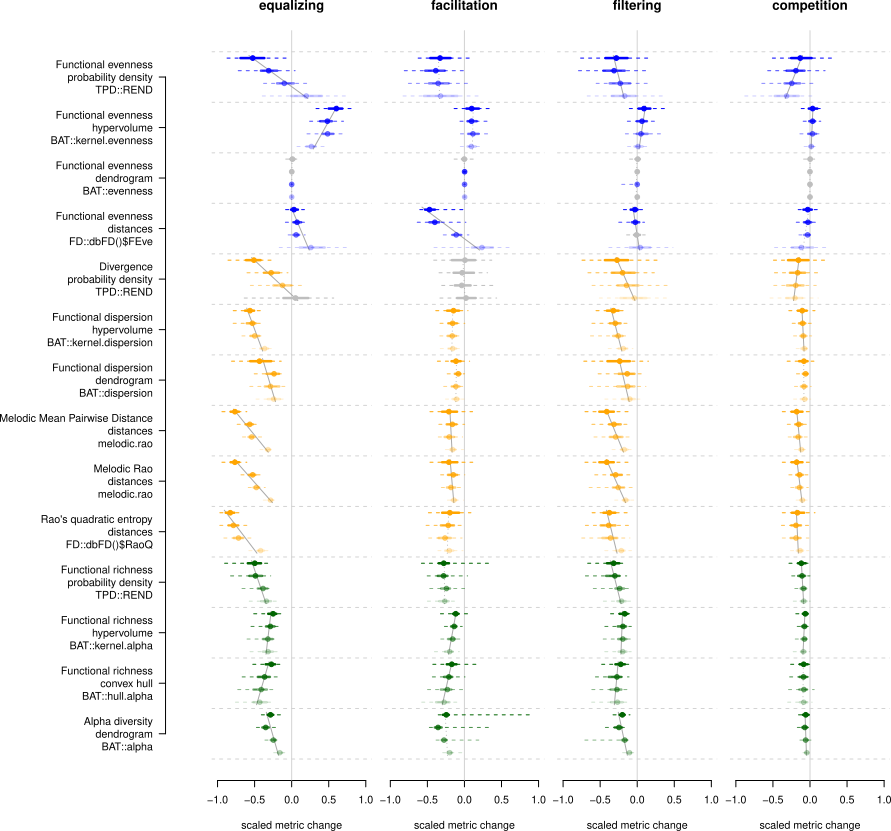 equalizing facilitation filtering competition
Functional evenness
probability density
TPD::REND
Functional evenness
hypervolume
BAT::kernel.evenness
Functional evenness
dendrogram
BAT::evenness
Functional evenness
distances
FD::dbFD()$FEve
Divergence
probability density
TPD::REND
Functional dispersion
hypervolume
BAT::kernel.dispersion
Functional dispersion
dendrogram
BAT::dispersion
Melodic Mean Pairwise Distance
distances
melodic.rao
Melodic Rao
distances
melodic.rao
Rao's quadratic entropy
distances
FD::dbFD()$RaoQ
Functional richness
probability density
TPD::REND
Functional richness
hypervolume
BAT::kernel.alpha
Functional richness
convex hull
BAT::hull.alpha
Alpha diversity
dendrogram
BAT::alpha
−1.0 −0.5 0.0 0.5 1.0 −1.0 −0.5 0.0 0.5 1.0 −1.0 −0.5 0.0 0.5 1.0 −1.0 −0.5 0.0 0.5 1.0
scaled metric change scaled metric change scaled metric change scaled metric change